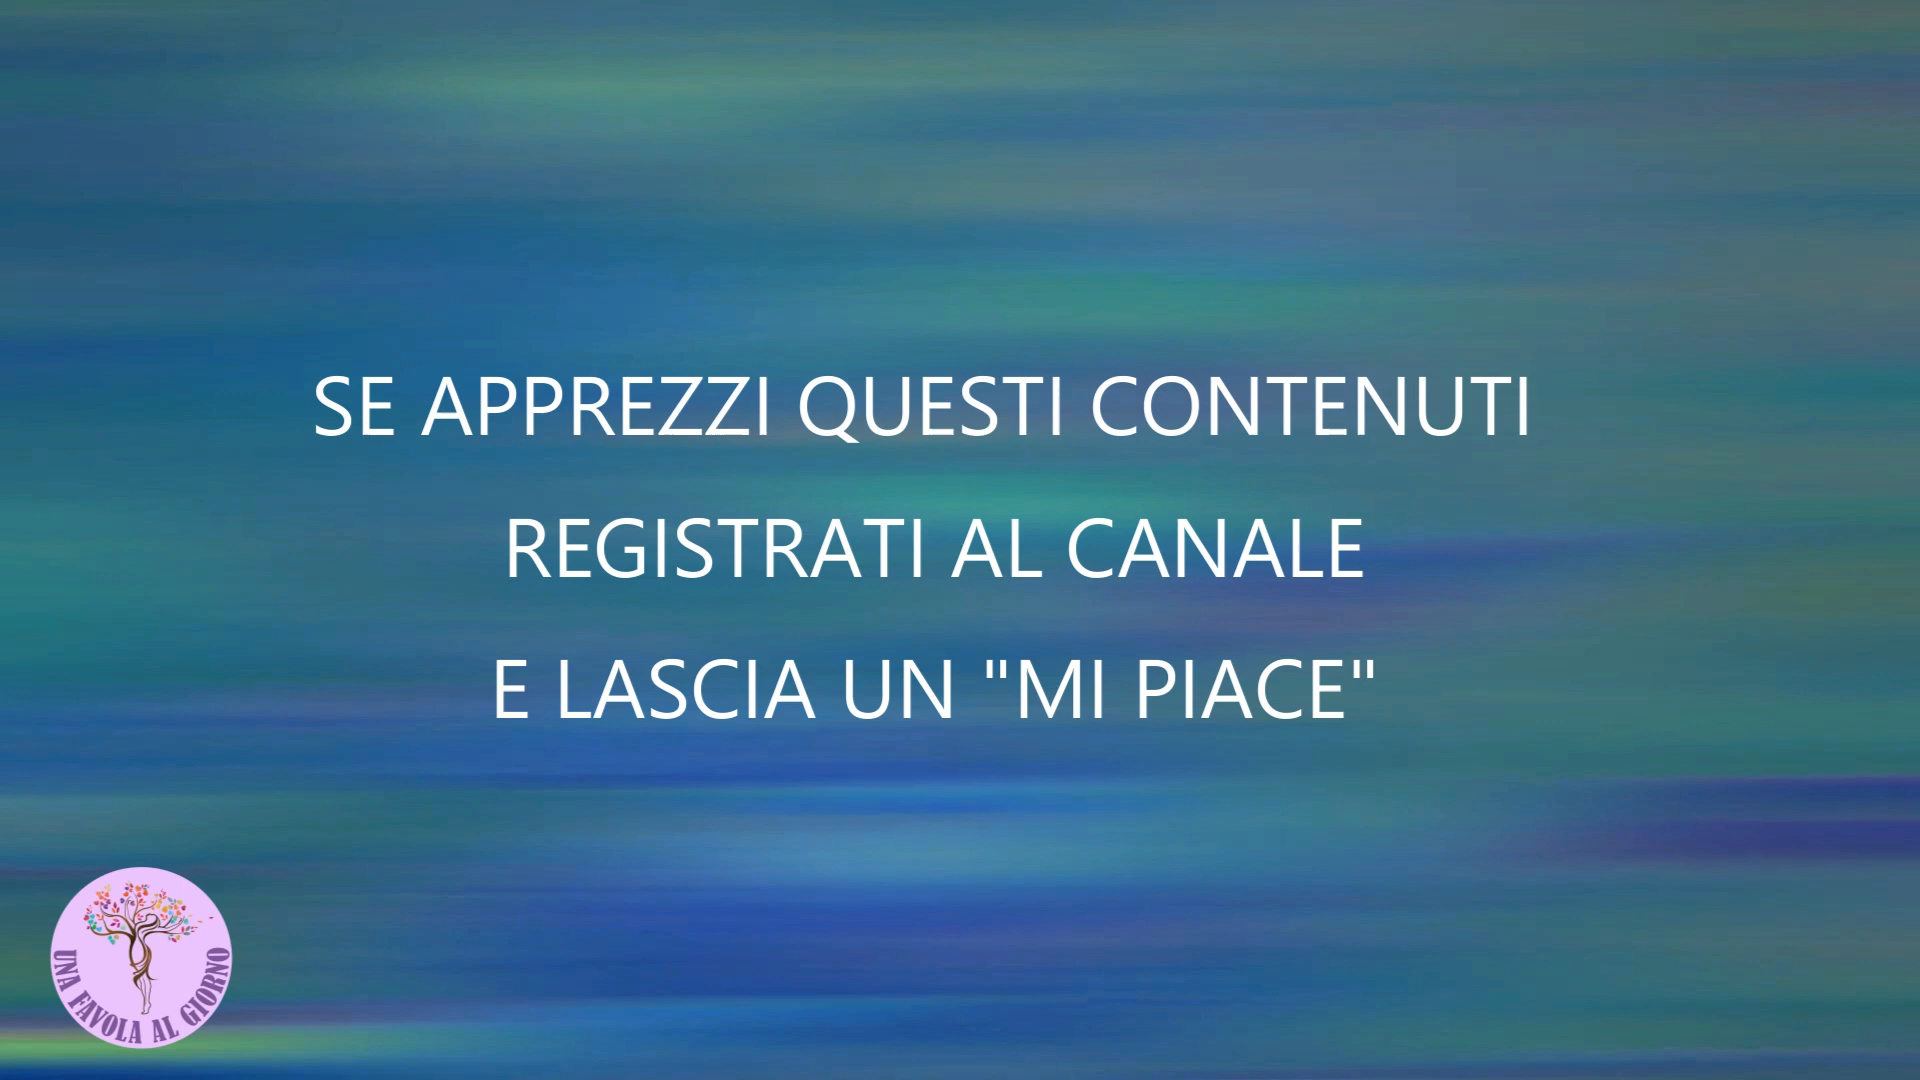 SE APPREZZI QUESTI CONTENUTI
REGISTRATI AL CANALE
E LASCIA UN "MI PIACE"
UNA FAVOLA AL GIORNO